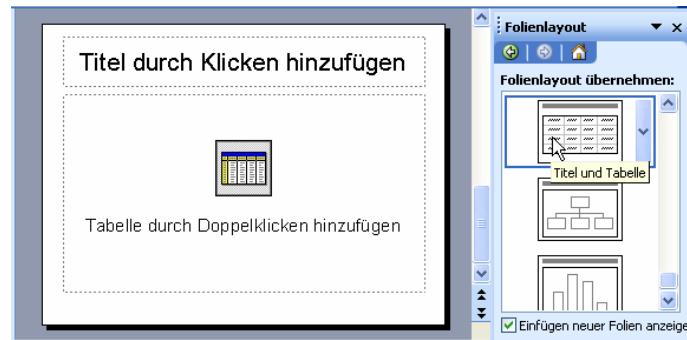 Titel durch Klicken hinzufügen
Tabelle durch Doppelklicken hinzufügen
Folienlayout
Folienlayout übernehmen:
Titel und Tabelle
Einfügen neuer Folien anzeige